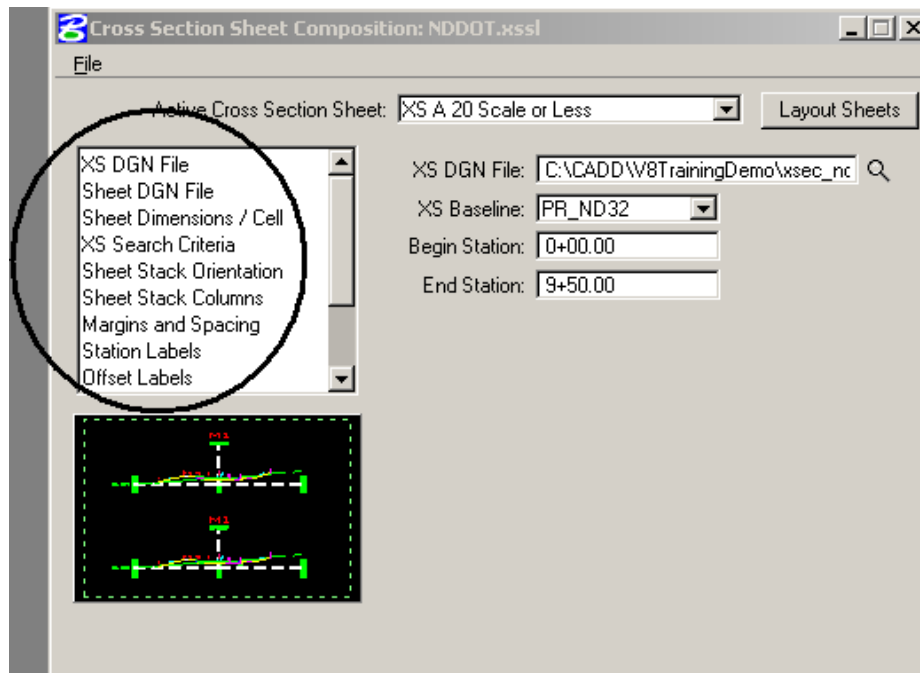 Cross Section Sheet Composition: NDDOT.xssl
File
Active Cross Section Sheet: XS A 20 Scale or Less Layout Sheets
XS DGN File
Sheet DGN File
Sheet Dimensions / Cell
XS Search Criteria
Sheet Stack Orientation
Sheet Stack Columns
Margins and Spacing
Station Labels
Offset Labels
XS DGN File: C:\CADD\V8TrainingDemo\xsec_nc
XS Baseline: PR_ND32
Begin Station: 0+00.00
End Station: 9+50.00